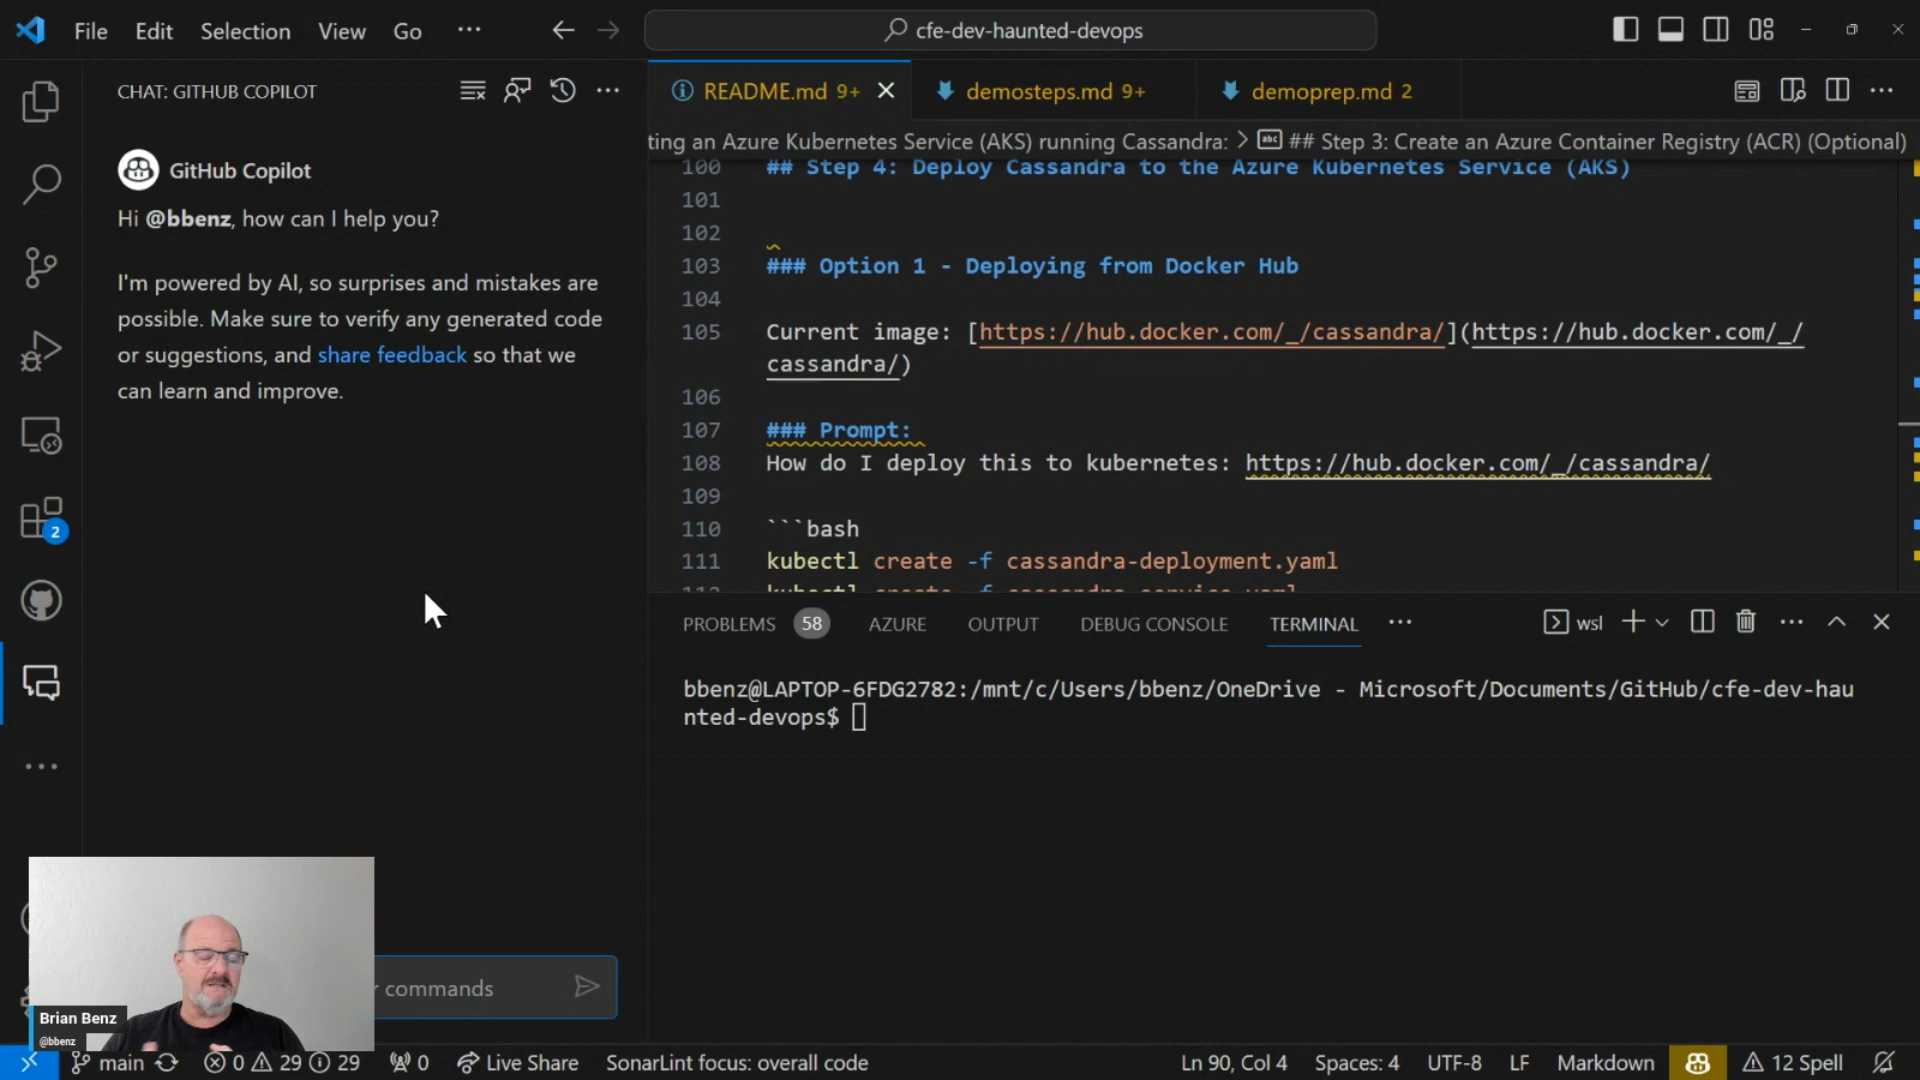 File Edit Selection View Go ···
cfe-dev-haunted-devops
CHAT: GITHUB COPILOT
GitHub Copilot
Hi @bbenz, how can I help you?
I'm powered by AI, so surprises and mistakes are
possible. Make sure to verify any generated code
or suggestions, and share feedback so that we
can learn and improve.
2
commands
Brian Benz
@bbenz
README.md 9+
demosteps.md 9+
demoprep.md 2
ting an Azure Kubernetes Service (AKS) running Cassandra: > ## Step 3: Create an Azure Container Registry (ACR) (Optional)
100 ## Step 4: Deploy Cassandra to the Azure Kubernetes Service (AKS)
101
102
103 ### Option 1 - Deploying from Docker Hub
104
105 Current image: [https://hub.docker.com/_/cassandra/](https://hub.docker.com/_/
cassandra/)
106
107 ### Prompt:
108 How do I deploy this to kubernetes: https://hub.docker.com/_/cassandra/
109
110 ```bash
111 kubectl create -f cassandra-deployment.yaml
112 kubectl create -f cassandra-service.yaml
PROBLEMS 58 AZURE OUTPUT DEBUG CONSOLE TERMINAL ··· wsl
bbenz@LAPTOP-6FDG2782:/mnt/c/Users/bbenz/OneDrive - Microsoft/Documents/GitHub/cfe-dev-hau
nted-devops$
main 0 29 29 0 Live Share SonarLint focus: overall code Ln 90, Col 4 Spaces: 4 UTF-8 LF Markdown 12 Spell